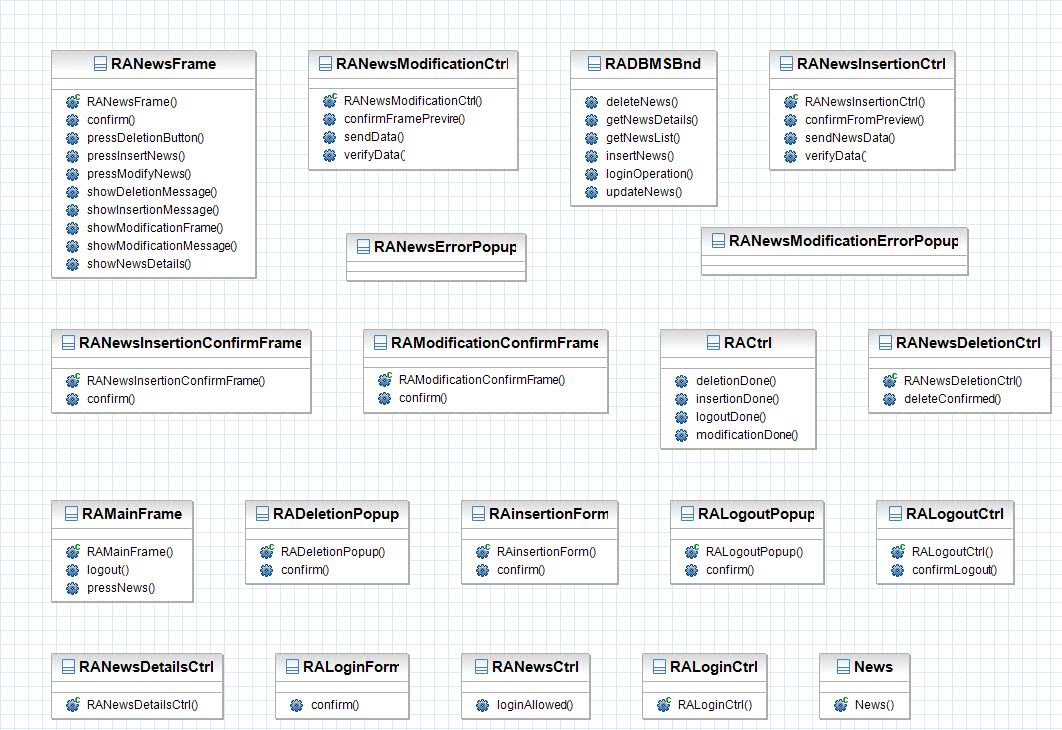 RANewsFrame
RANewsFrame()
confirm()
pressDeletionButton()
pressInsertNews()
pressModifyNews()
showDeletionMessage()
showInsertionMessage()
showModificationFrame()
showModificationMessage()
showNewsDetails()
RANewsModificationCtrl
RANewsModificationCtrl()
confirmFramePrevire()
sendData()
verifyData(
RADBMSBnd
deleteNews()
getNewsDetails()
getNewsList()
insertNews()
loginOperation()
updateNews()
RANewsInsertionCtrl
RANewsInsertionCtrl()
confirmFromPreview()
sendNewsData()
verifyData(
RANewsErrorPopup
RANewsModificationErrorPopup
RANewsInsertionConfirmFrame
RANewsInsertionConfirmFrame()
confirm()
RAModificationConfirmFrame
RAModificationConfirmFrame()
confirm()
RACtrl
deletionDone()
insertionDone()
logoutDone()
modificationDone()
RANewsDeletionCtrl
RANewsDeletionCtrl()
deleteConfirmed()
RAMainFrame
RAMainFrame()
logout()
pressNews()
RADeletionPopup
RADeletionPopup()
confirm()
RAinsertionForm
RAinsertionForm()
confirm()
RALogoutPopup
RALogoutPopup()
confirm()
RALogoutCtrl
RALogoutCtrl()
confirmLogout()
RANewsDetailsCtrl
RANewsDetailsCtrl()
RALoginForm
confirm()
RANewsCtrl
loginAllowed()
RALoginCtrl
RALoginCtrl()
News
News()